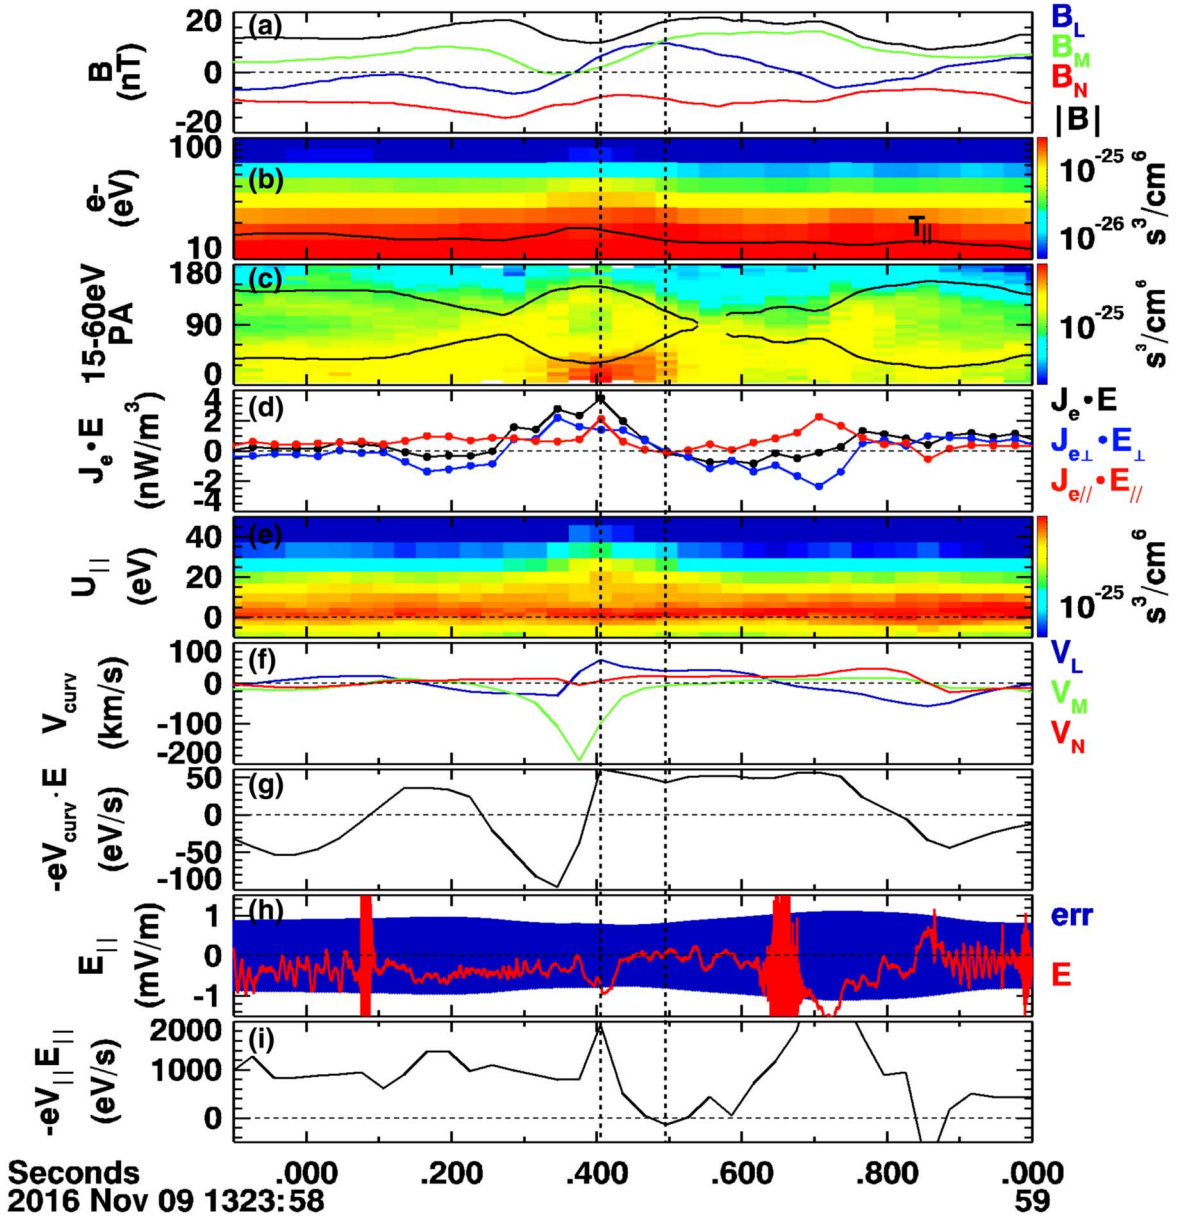 (a)
20
0
-20
B
(nT)
B_L
B_M
B_N
|B|
(b)
100
10
e-
(eV)
T_||
10^-25
10^-26
s^3/cm^6
(c)
180
90
0
15-60eV
PA
10^-25
s^3/cm^6
(d)
4
2
0
-2
-4
J_e•E
(nW/m^3)
J_e•E
J_e⊥•E_⊥
J_e//•E_//
(e)
40
20
0
U_||
(eV)
10^-25
s^3/cm^6
(f)
100
0
-100
-200
V_curv
(km/s)
V_L
V_M
V_N
(g)
50
0
-50
-100
-eV_curv·E
(eV/s)
(h)
1
0
-1
E_||
(mV/m)
err
E
(i)
2000
1000
0
-eV_||E_||
(eV/s)
Seconds .000 .200 .400 .600 .800 .000
2016 Nov 09 1323:58 59